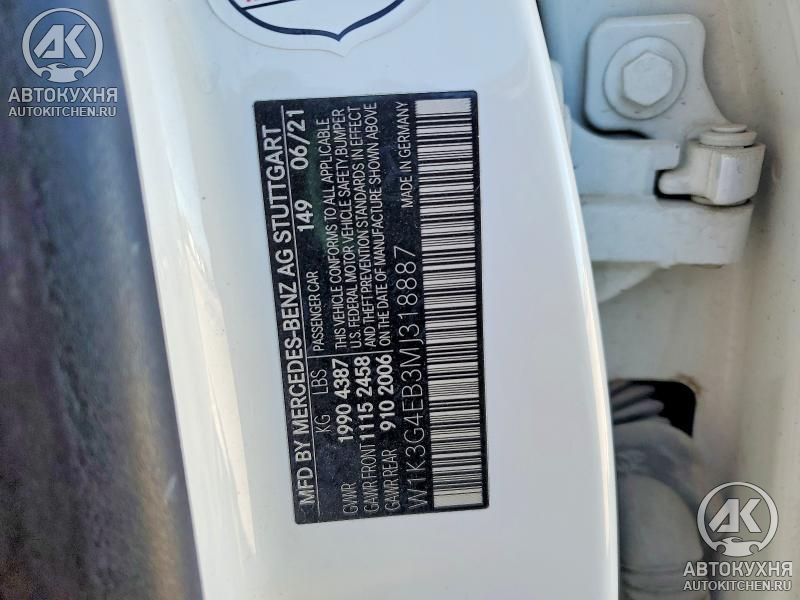 АВТОКУХНЯ
AUTOKITCHEN.RU
MFD BY MERCEDES-BENZ AG STUTTGART
149 06/21
KG LBS PASSENGER CAR
GVWR 1990 4387
GAWR FRONT 1115 2458
GAWR REAR 910 2006
THIS VEHICLE CONFORMS TO ALL APPLICABLE
U.S. FEDERAL MOTOR VEHICLE SAFETY, BUMPER
AND THEFT PREVENTION STANDARDS IN EFFECT
ON THE DATE OF MANUFACTURE SHOWN ABOVE
MADE IN GERMANY
W1K3G4EB3MJ318887
АВТОКУХНЯ
AUTOKITCHEN.RU